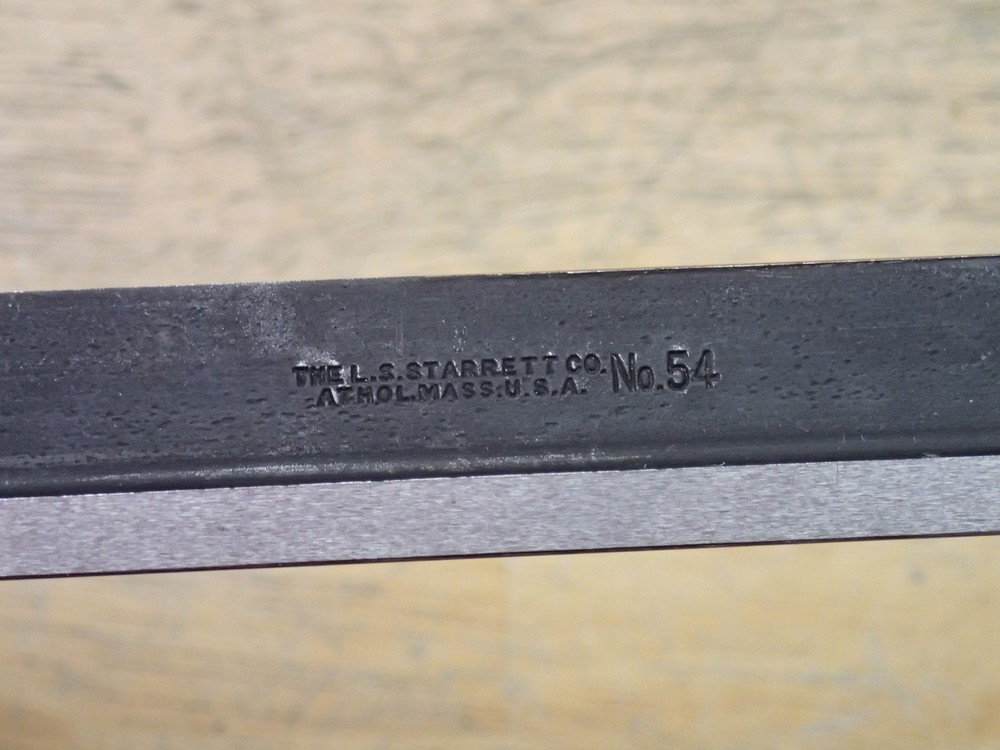 THE L.S.STARRETT CO.
ATHOL.MASS.U.S.A.
No.54